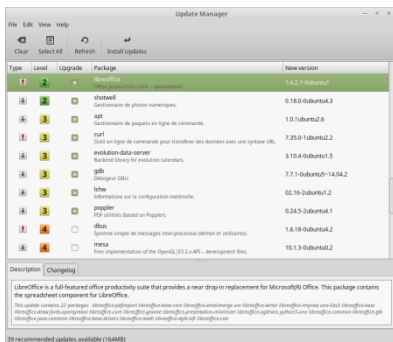 Update Manager
File Edit View Help
Clear Select All Refresh Install Updates
Type Level Upgrade Package New version
2 libreoffice
Office productivity suite – spreadsheet.
2 shotwell 0.18.0-0ubuntu4.3
Gestionnaire de photos numériques.
3 apt 1.0.1ubuntu2.6
Gestionnaire de paquets en ligne de commande.
3 curl 7.35.0-1ubuntu2.2
Outil en ligne de commande pour transférer des données avec une syntaxe URL.
3 evolution-data-server 3.10.4-0ubuntu1.5
Backend library for evolution calendars.
3 gdb 7.7.1-0ubuntu5~14.04.2
Débogeur GNU.
3 lshw 02.16-2ubuntu1.2
Informations sur la configuration matérielle.
3 poppler 0.24.5-2ubuntu4.1
PDF utilities (based on Poppler).
4 dbus 1.6.18-0ubuntu4.2
Système simple de messages interprocessus (démon et utilitaires).
4 mesa 10.1.3-0ubuntu0.2
Free implementation of the OpenGL|ES 2.x API—development files.
Description Changelog
LibreOffice is a full-featured office productivity suite that provides a near drop-in replacement for Microsoft(R) Office. This package contains
the spreadsheet component for LibreOffice.
This update contains 22 packages:
39 recommended updates available (164MB)